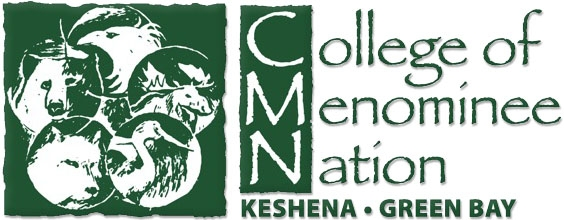 College of
Menominee
Nation
KESHENA • GREEN BAY